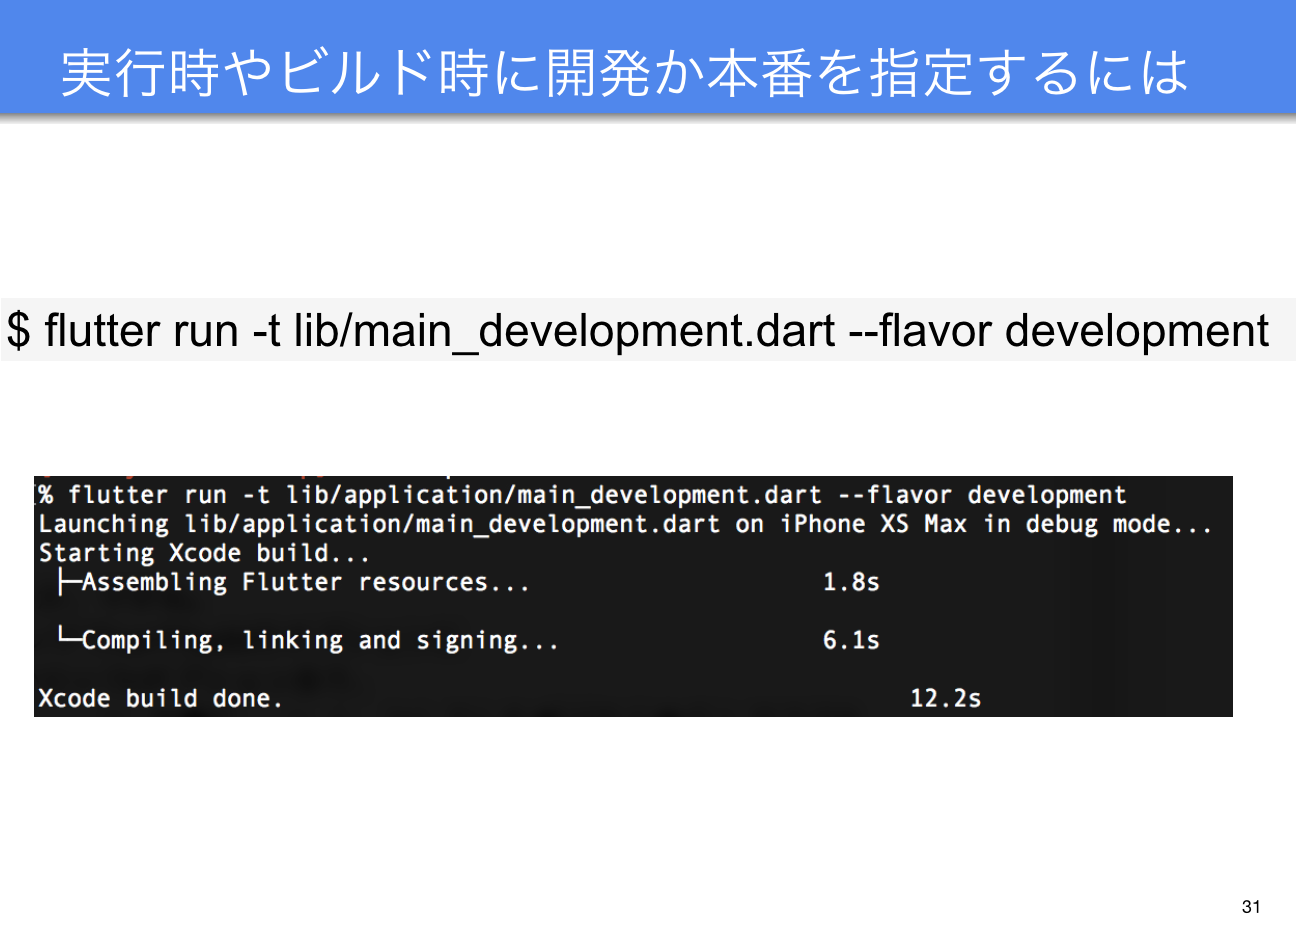 実行時やビルド時に開発か本番を指定するには
$ flutter run -t lib/main_development.dart --flavor development
% flutter run -t lib/application/main_development.dart --flavor development
Launching lib/application/main_development.dart on iPhone XS Max in debug mode...
Starting Xcode build...
├─Assembling Flutter resources... 1.8s
└─Compiling, linking and signing... 6.1s
Xcode build done. 12.2s
31